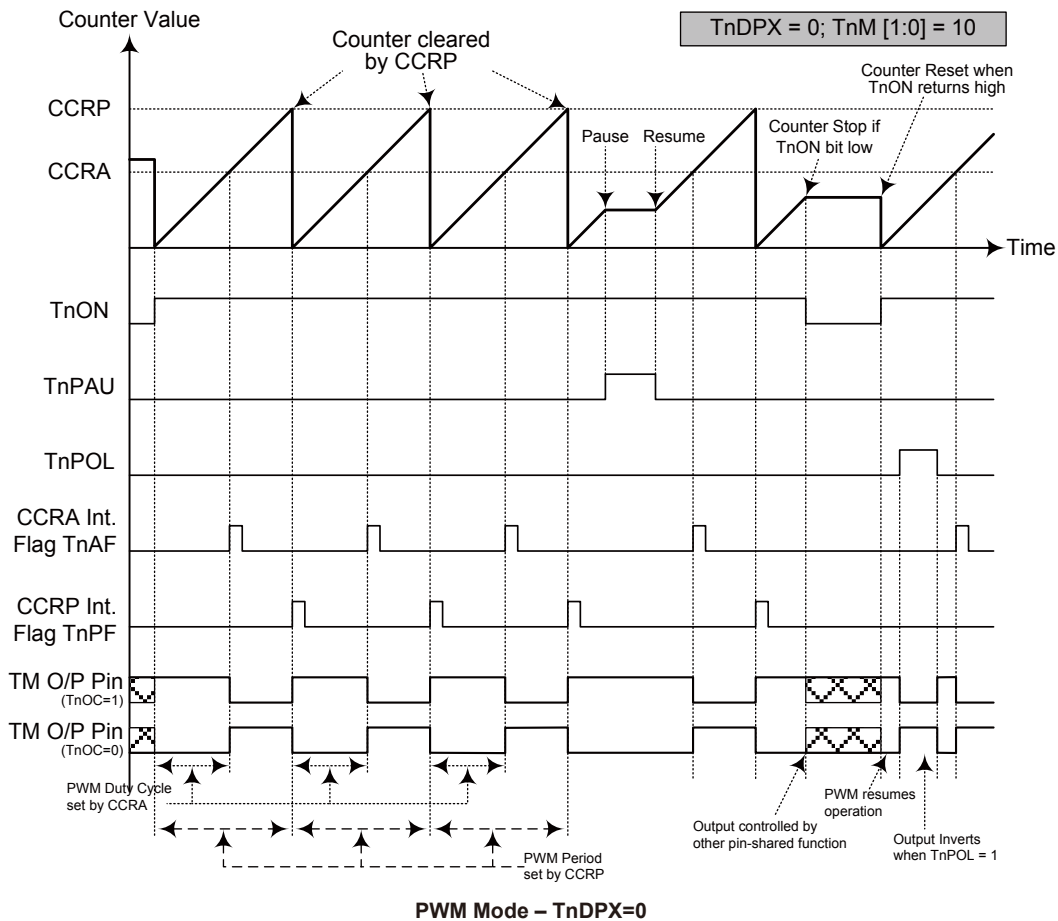 Counter Value
TnDPX = 0; TnM [1:0] = 10
Counter cleared
by CCRP
Counter Reset when
TnON returns high
CCRP
Pause
Resume
Counter Stop if
TnON bit low
CCRA
Time
TnON
TnPAU
TnPOL
CCRA Int.
Flag TnAF
CCRP Int.
Flag TnPF
TM O/P Pin
(TnOC=1)
TM O/P Pin
(TnOC=0)
PWM Duty Cycle
set by CCRA
PWM resumes
operation
Output controlled by
other pin-shared function
Output Inverts
when TnPOL = 1
PWM Period
set by CCRP
PWM Mode – TnDPX=0